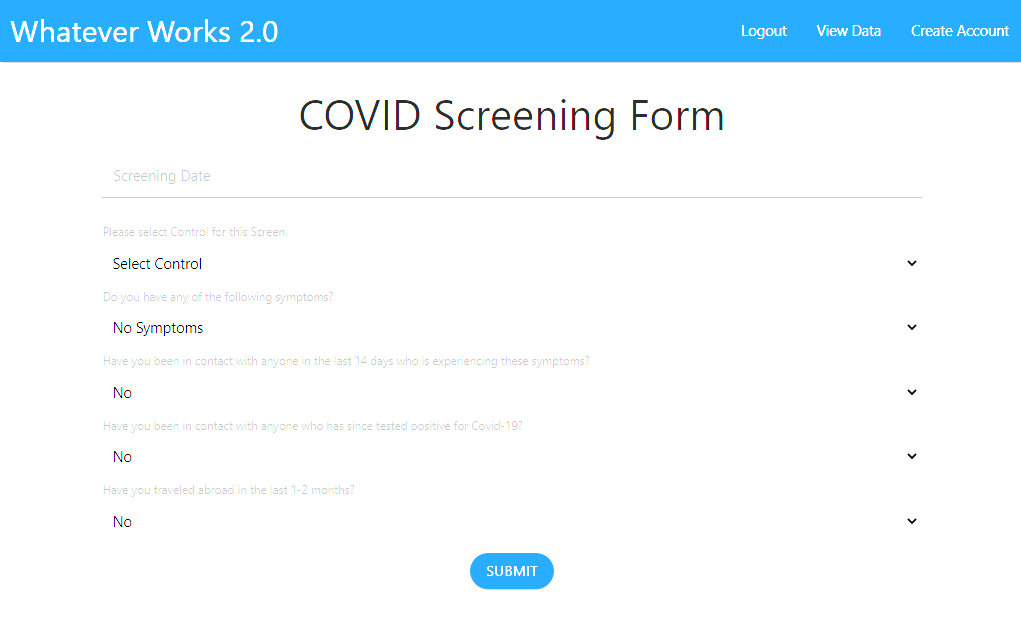 Whatever Works 2.0
Logout View Data Create Account
COVID Screening Form
Screening Date
Please select Control for this Screen.
Select Control
Do you have any of the following symptoms?
No Symptoms
Have you been in contact with anyone in the last 14 days who is experiencing these symptoms?
No
Have you been in contact with anyone who has since tested positive for Covid-19?
No
Have you traveled abroad in the last 1-2 months?
No
SUBMIT